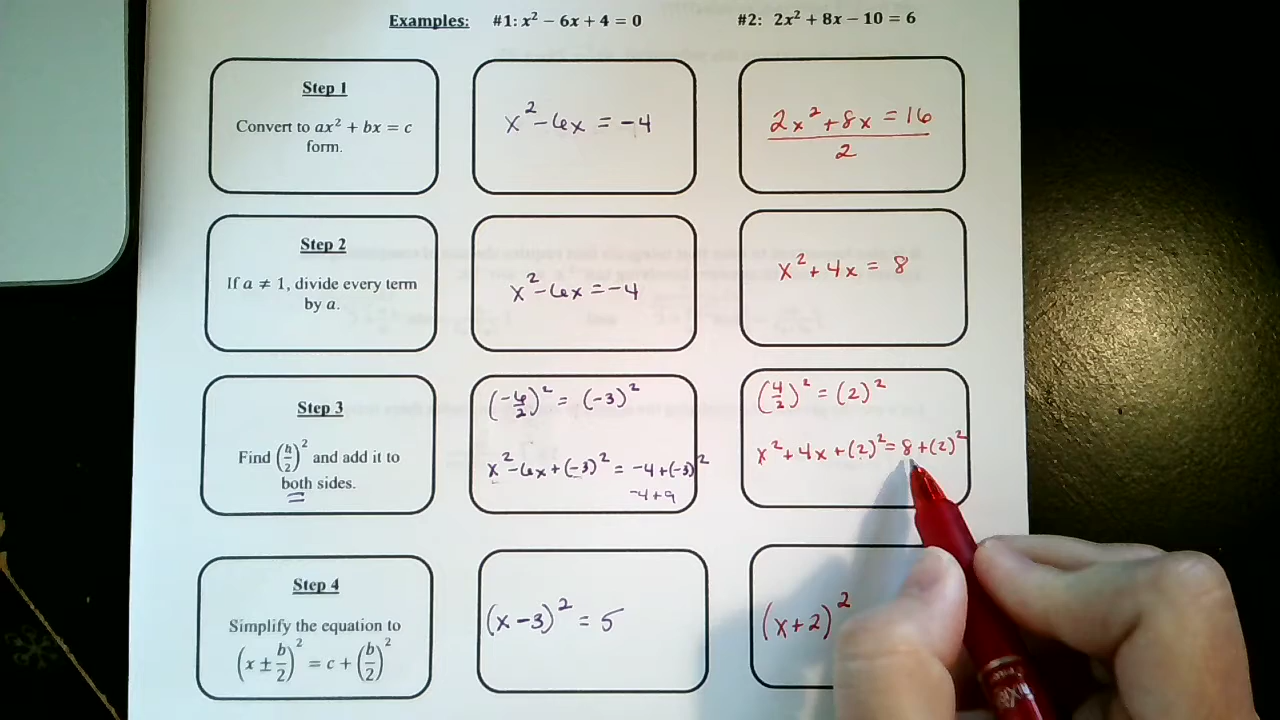 Examples: #1: x² − 6x + 4 = 0 #2: 2x² + 8x − 10 = 6
Step 1
Convert to ax² + bx = c
form.
x² - 6x = -4
2x² + 8x = 16
2
Step 2
If a ≠ 1, divide every term
by a.
x² - 6x = -4
x² + 4x = 8
Step 3
Find (b/2)² and add it to
both sides.
(-6/2)² = (-3)²
x² - 6x + (-3)² = -4 + (-3)²
-4 + 9
(4/2)² = (2)²
x² + 4x + (2)² = 8 + (2)²
Step 4
Simplify the equation to
(x ± b/2)² = c + (b/2)²
(x - 3)² = 5
(x + 2)²